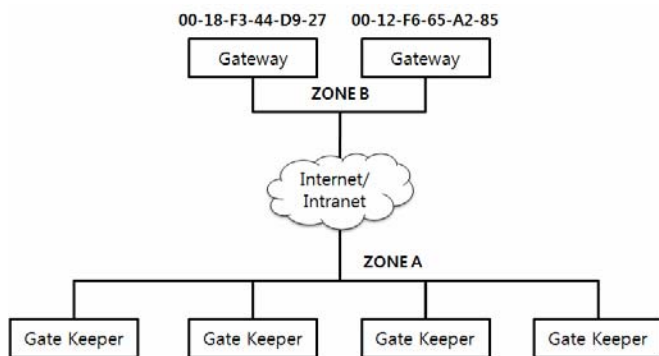 00-18-F3-44-D9-27 00-12-F6-65-A2-85
Gateway Gateway
ZONE B
Internet/
Intranet
ZONE A
Gate Keeper Gate Keeper Gate Keeper Gate Keeper